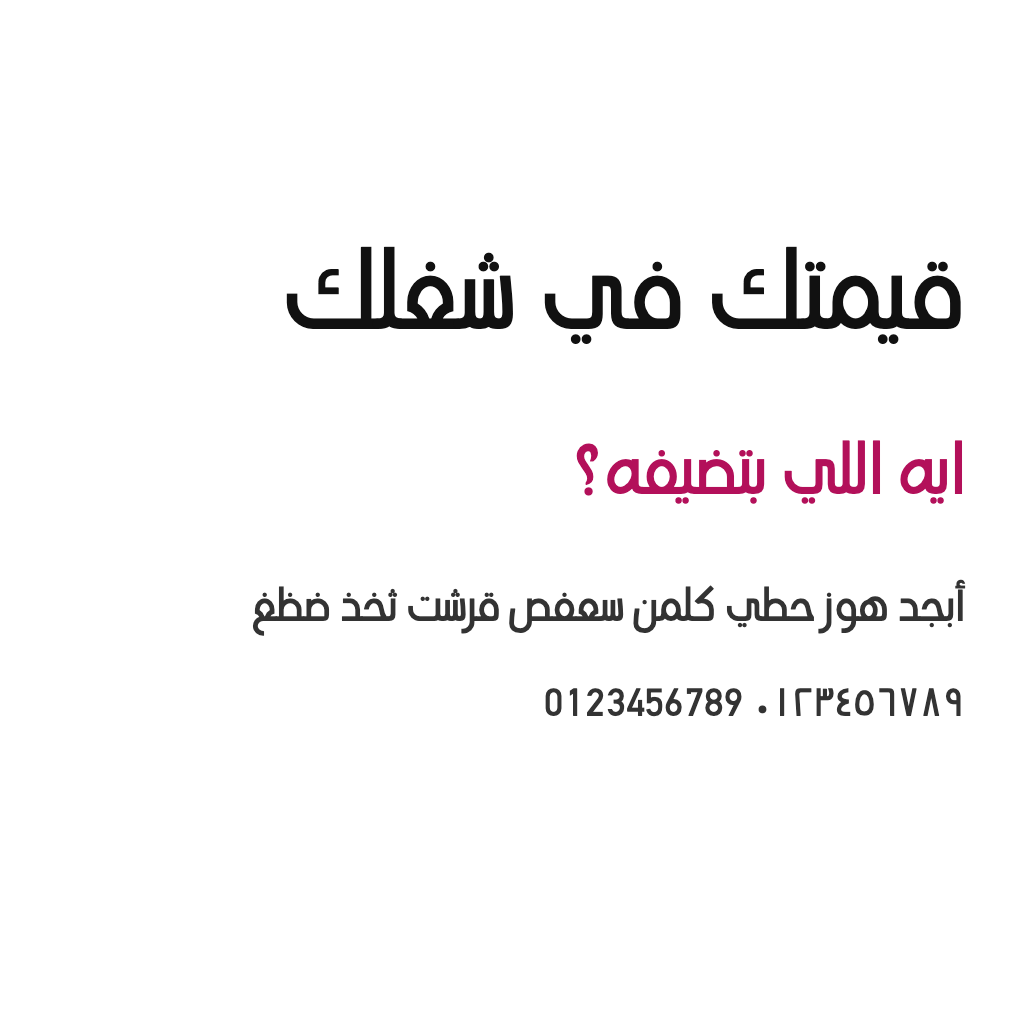 قيمتك في شغلك
ايه اللي بتضيفه؟
أبجد هوز حطي كلمن سعفص قرشت ثخذ ضظغ
٠١٢٣٤٥٦٧٨٩ 0123456789